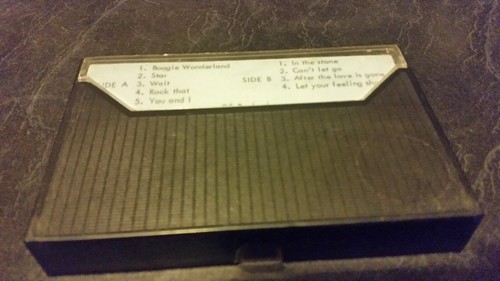 SIDE A
1. Boogie Wonderland
2. Star
3. Wait
4. Rock that
5. You and I
SIDE B
1. In the stone
2. Can't let go
3. After the love is gone
4. Let your feeling